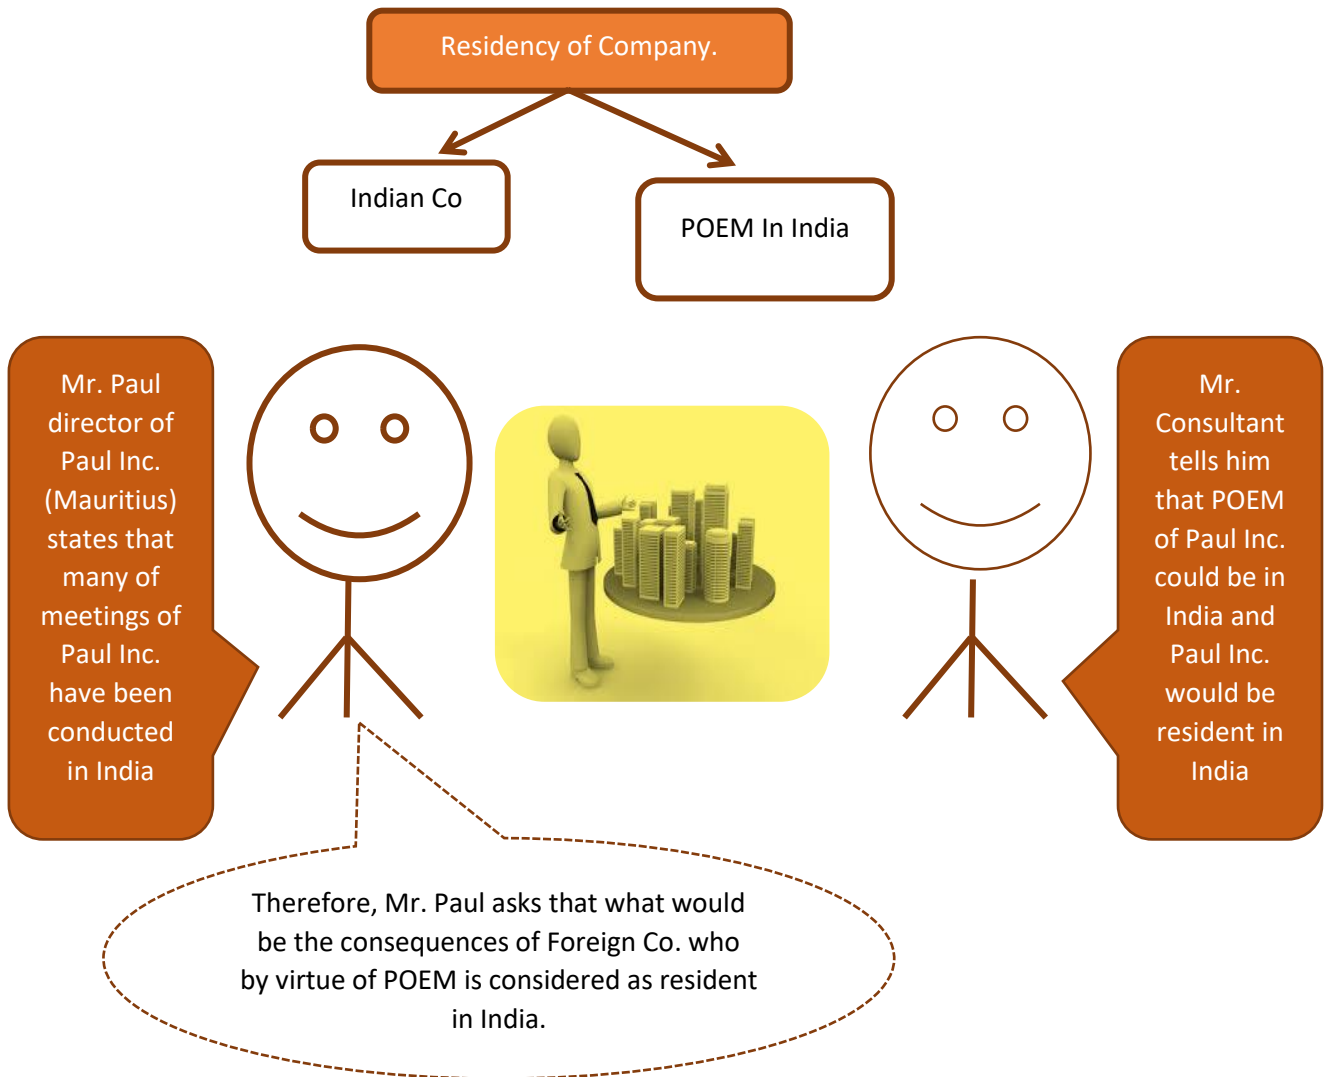 Residency of Company.
Indian Co
POEM In India
Mr. Paul
director of
Paul Inc.
(Mauritius)
states that
many of
meetings of
Paul Inc.
have been
conducted
in India
Mr.
Consultant
tells him
that POEM
of Paul Inc.
could be in
India and
Paul Inc.
would be
resident in
India
Therefore, Mr. Paul asks that what would
be the consequences of Foreign Co. who
by virtue of POEM is considered as resident
in India.